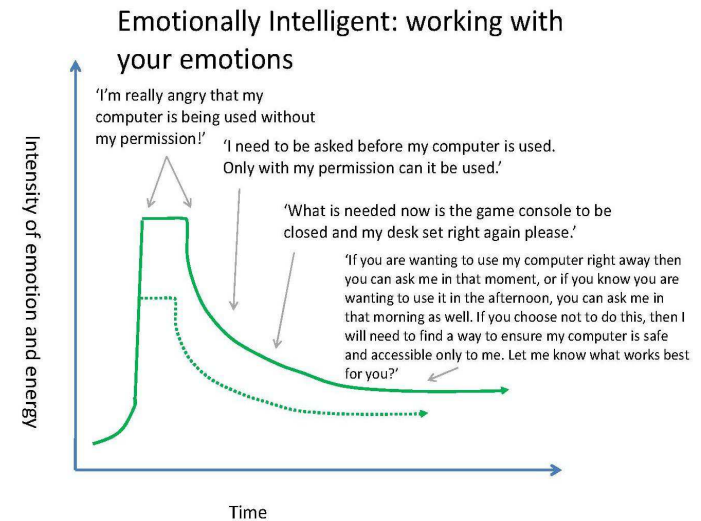 Emotionally Intelligent: working with
your emotions
‘I’m really angry that my
computer is being used without
my permission!’
‘I need to be asked before my computer is used.
Only with my permission can it be used.’
‘What is needed now is the game console to be
closed and my desk set right again please.’
‘If you are wanting to use my computer right away then
you can ask me in that moment, or if you know you are
wanting to use it in the afternoon, you can ask me in
that morning as well. If you choose not to do this, then I
will need to find a way to ensure my computer is safe
and accessible only to me. Let me know what works best
for you?’
Intensity of emotion and energy
Time